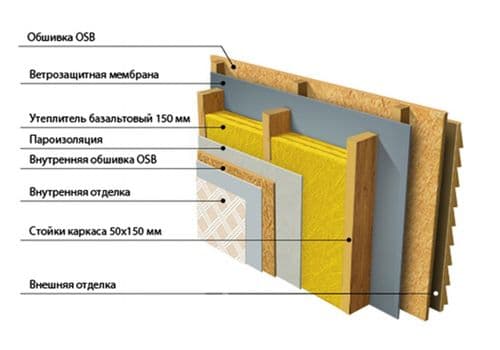 Обшивка OSB
Ветрозащитная мембрана
Утеплитель базальтовый 150 мм
Пароизоляция
Внутренняя обшивка OSB
Внутренняя отделка
Стойки каркаса 50х150 мм
Внешняя отделка